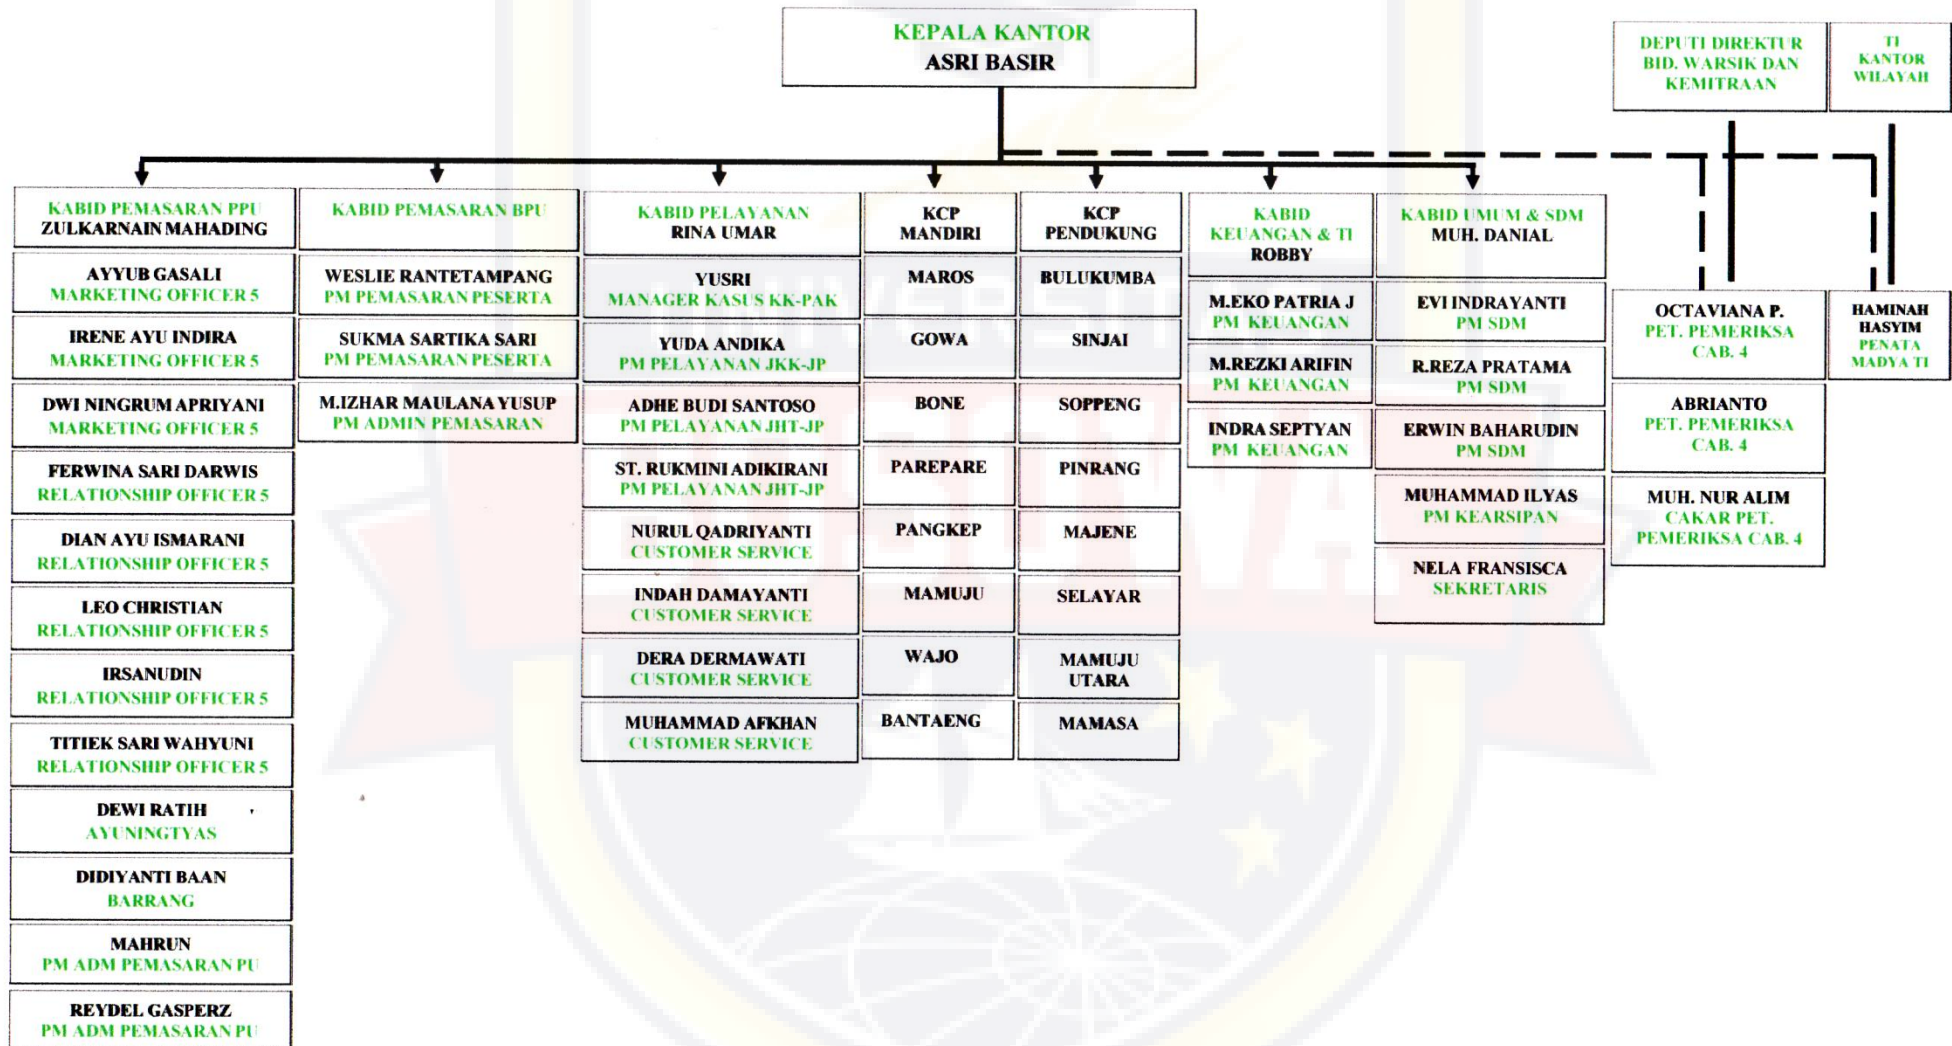 KEPALA KANTOR
ASRI BASIR
DEPUTI DIREKTUR
BID. WARSIK DAN
KEMITRAAN
TI
KANTOR
WILAYAH
KABID PEMASARAN PPU
ZULKARNAIN MAHADING
AYYUB GASALI
MARKETING OFFICER 5
IRENE AYU INDIRA
MARKETING OFFICER 5
DWI NINGRUM APRIYANI
MARKETING OFFICER 5
FERWINA SARI DARWIS
RELATIONSHIP OFFICER 5
DIAN AYU ISMARANI
RELATIONSHIP OFFICER 5
LEO CHRISTIAN
RELATIONSHIP OFFICER 5
IRSANUDIN
RELATIONSHIP OFFICER 5
TITIEK SARI WAHYUNI
RELATIONSHIP OFFICER 5
DEWI RATIH
AYUNINGTYAS
DIDIYANTI BAAN
BARRANG
MAHRUN
PM ADM PEMASARAN PU
REYDEL GASPERZ
PM ADM PEMASARAN PU
KABID PEMASARAN BPU
WESLIE RANTETAMPANG
PM PEMASARAN PESERTA
SUKMA SARTIKA SARI
PM PEMASARAN PESERTA
M.IZHAR MAULANA YUSUP
PM ADMIN PEMASARAN
KABID PELAYANAN
RINA UMAR
YUSRI
MANAGER KASUS KK-PAK
YUDA ANDIKA
PM PELAYANAN JKK-JP
ADHE BUDI SANTOSO
PM PELAYANAN JHT-JP
ST. RUKMINI ADIKIRANI
PM PELAYANAN JHT-JP
NURUL QADRIYANTI
CUSTOMER SERVICE
INDAH DAMAYANTI
CUSTOMER SERVICE
DERA DERMAWATI
CUSTOMER SERVICE
MUHAMMAD AFKHAN
CUSTOMER SERVICE
KCP
MANDIRI
MAROS
GOWA
BONE
PAREPARE
PANGKEP
MAMUJU
WAJO
BANTAENG
KCP
PENDUKUNG
BULUKUMBA
SINJAI
SOPPENG
PINRANG
MAJENE
SELAYAR
MAMUJU
UTARA
MAMASA
KABID
KEUANGAN & TI
ROBBY
M.EKO PATRIA J
PM KEUANGAN
M.REZKI ARIFIN
PM KEUANGAN
INDRA SEPTYAN
PM KEUANGAN
KABID UMUM & SDM
MUH. DANIAL
EVI INDRAYANTI
PM SDM
R.REZA PRATAMA
PM SDM
ERWIN BAHARUDIN
PM SDM
MUHAMMAD ILYAS
PM KEARSIPAN
NELA FRANSISCA
SEKRETARIS
OCTAVIANA P.
PET. PEMERIKSA
CAB. 4
ABRIANTO
PET. PEMERIKSA
CAB. 4
MUH. NUR ALIM
CAKAR PET.
PEMERIKSA CAB. 4
HAMINAH
HASYIM
PENATA
MADYA TI
UNIVERSITAS
BOSOWA